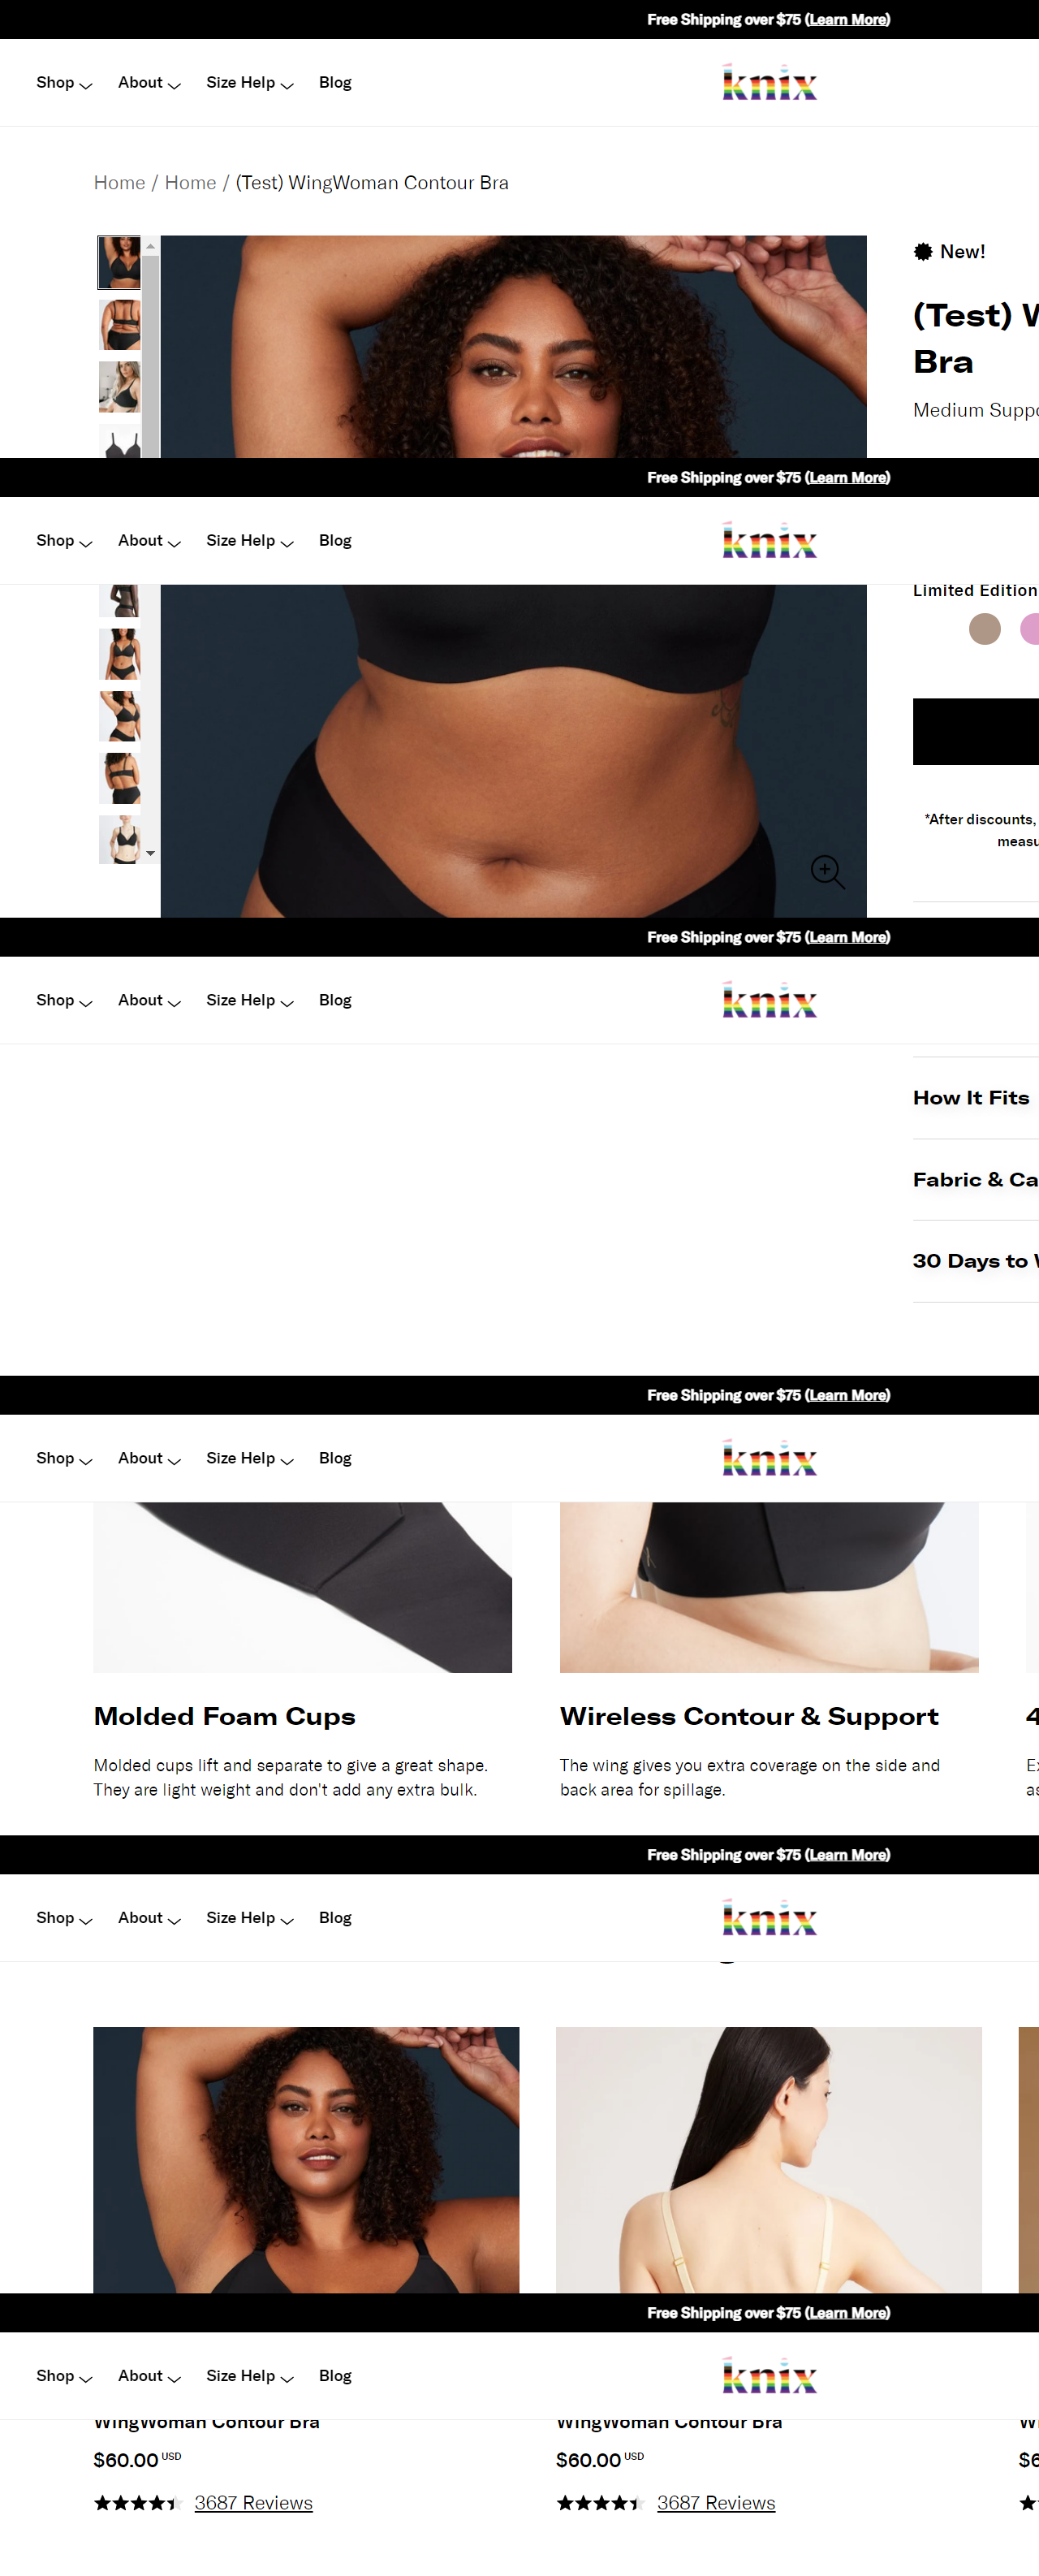 Free Shipping over $75 (Learn More)
Shop About Size Help Blog
knix
Home / Home / (Test) WingWoman Contour Bra
New!
(Test)
Bra
Medium
Free Shipping over $75 (Learn More)
Shop About Size Help Blog
knix
Limited Edition
*After discounts,
Free Shipping over $75 (Learn More)
Shop About Size Help Blog
knix
How It Fits
Fabric &
30 Days to
Free Shipping over $75 (Learn More)
Shop About Size Help Blog
knix
Molded Foam Cups
Molded cups lift and separate to give a great shape.
They are light weight and don't add any extra bulk.
Wireless Contour & Support
The wing gives you extra coverage on the side and
back area for spillage.
4
Free Shipping over $75 (Learn More)
Shop About Size Help Blog
knix
Free Shipping over $75 (Learn More)
Shop About Size Help Blog
knix
WingWoman Contour Bra
$60.00 USD
3687 Reviews
WingWoman Contour Bra
$60.00 USD
3687 Reviews